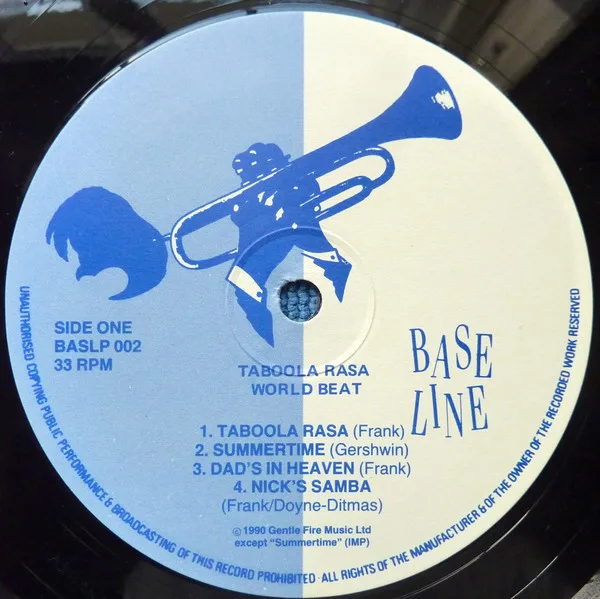 SIDE ONE
BASLP 002
33 RPM
BASE
LINE
TABOOLA RASA
WORLD BEAT
1. TABOOLA RASA (Frank)
2. SUMMERTIME (Gershwin)
3. DAD'S IN HEAVEN (Frank)
4. NICK'S SAMBA
(Frank/Doyne-Ditmas)
© 1990 Gentle Fire Music Ltd
except "Summertime" (IMP)
UNAUTHORISED COPYING PUBLIC PERFORMANCE & BROADCASTING OF THIS RECORD PROHIBITED · ALL RIGHTS OF THE MANUFACTURER & OF THE OWNER OF THE RECORDED WORK RESERVED